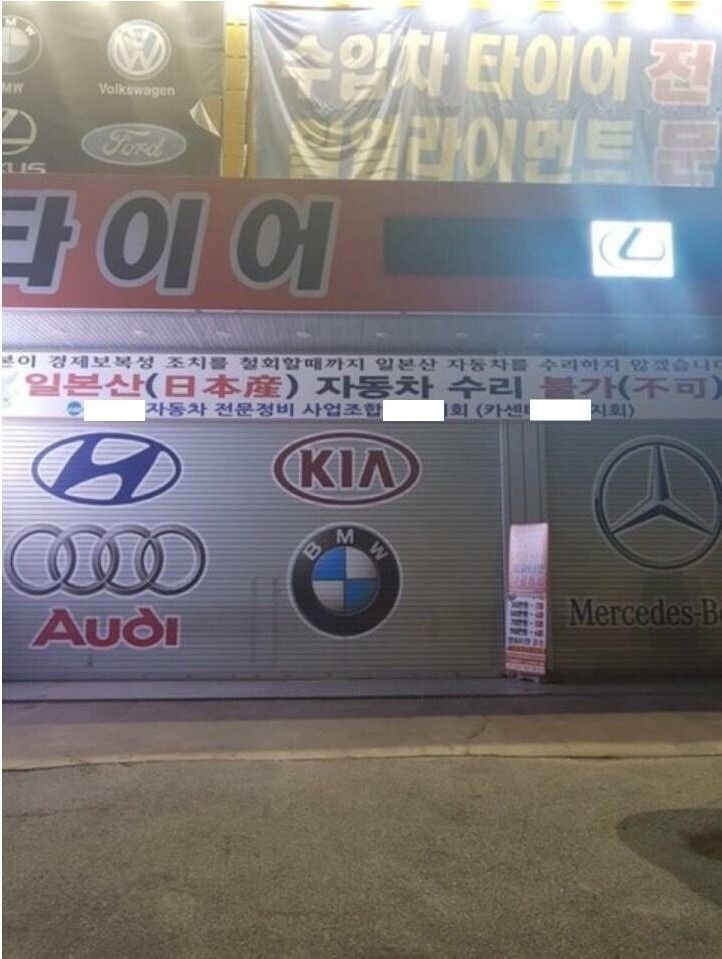 BMW
Volkswagen
Ford
수입차 타이어 전
얼라이먼트 문
타이어
본이 경제보복성 조치를 철회할때까지 일본산 자동차를 수리하지 않겠습니다
일본산(日本産) 자동차 수리 불가(不可)
자동차 전문정비 사업조합 회 (카센 지회)
KIA
Audi
BMW
Mercedes-B